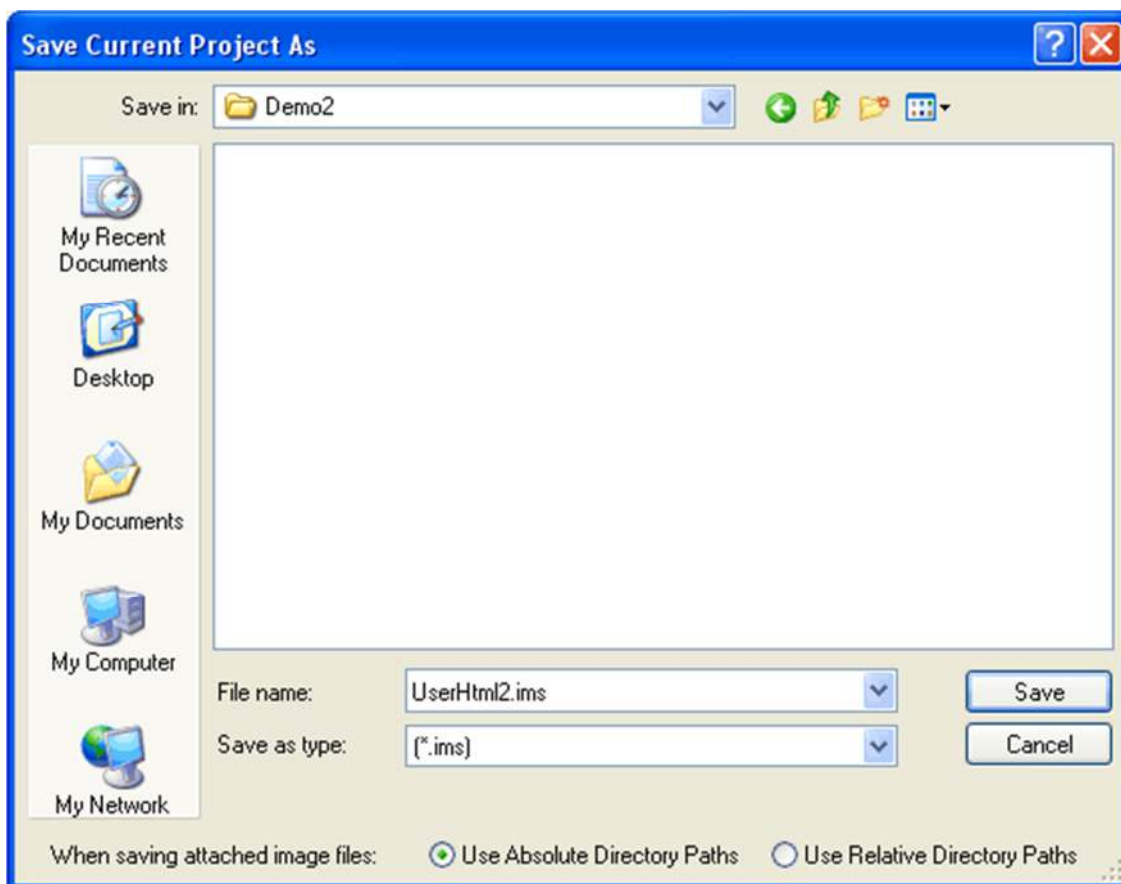 Save Current Project As
Save in: Demo2
My Recent
Documents
Desktop
My Documents
My Computer
My Network
File name: UserHtml2.ims Save
Save as type: (*.ims) Cancel
When saving attached image files: Use Absolute Directory Paths Use Relative Directory Paths